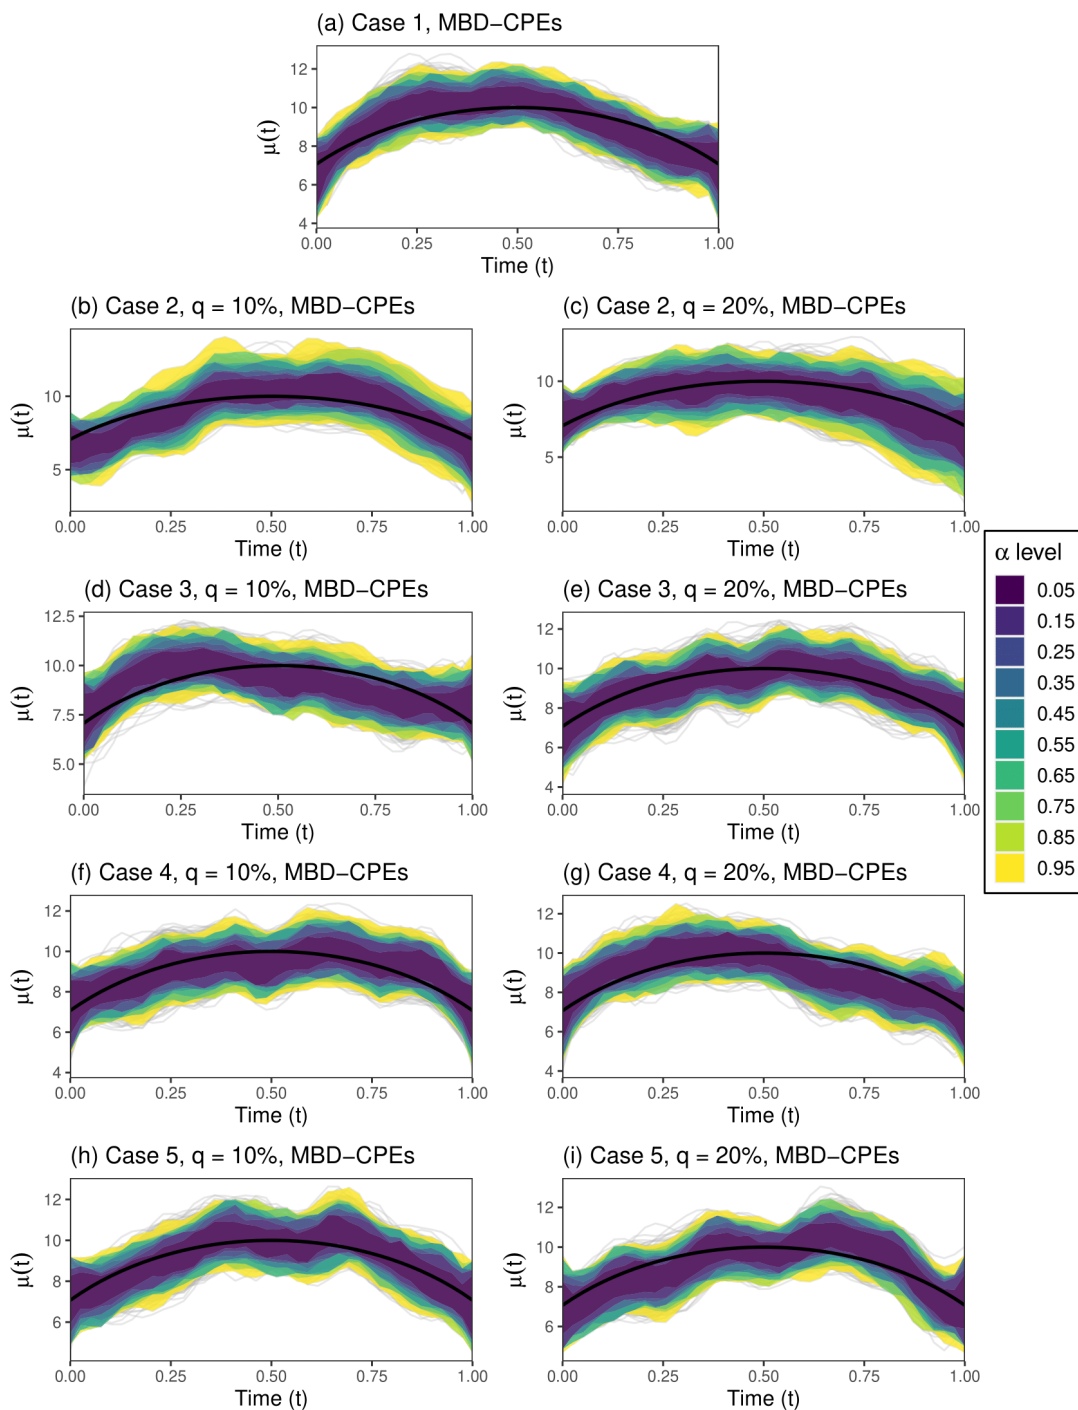 (a) Case 1, MBD−CPEs
12
10
8
6
4
μ(t)
0.00 0.25 0.50 0.75 1.00
Time (t)
(b) Case 2, q = 10%, MBD−CPEs
10
5
μ(t)
0.00 0.25 0.50 0.75 1.00
Time (t)
(c) Case 2, q = 20%, MBD−CPEs
10
5
μ(t)
0.00 0.25 0.50 0.75 1.00
Time (t)
(d) Case 3, q = 10%, MBD−CPEs
12.5
10.0
7.5
5.0
μ(t)
0.00 0.25 0.50 0.75 1.00
Time (t)
(e) Case 3, q = 20%, MBD−CPEs
12
10
8
6
4
μ(t)
0.00 0.25 0.50 0.75 1.00
Time (t)
α level
0.05
0.15
0.25
0.35
0.45
0.55
0.65
0.75
0.85
0.95
(f) Case 4, q = 10%, MBD−CPEs
12
10
8
6
4
μ(t)
0.00 0.25 0.50 0.75 1.00
Time (t)
(g) Case 4, q = 20%, MBD−CPEs
12
10
8
6
4
μ(t)
0.00 0.25 0.50 0.75 1.00
Time (t)
(h) Case 5, q = 10%, MBD−CPEs
12
10
8
6
μ(t)
0.00 0.25 0.50 0.75 1.00
Time (t)
(i) Case 5, q = 20%, MBD−CPEs
12
10
8
6
μ(t)
0.00 0.25 0.50 0.75 1.00
Time (t)